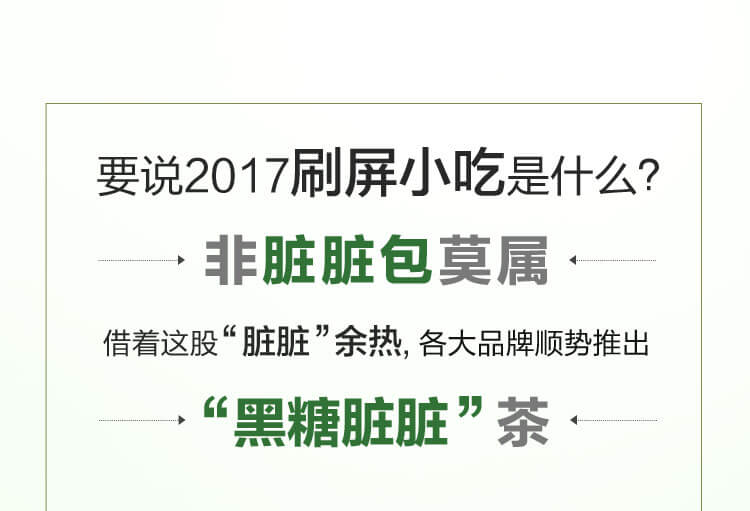 要说2017刷屏小吃是什么?
非脏脏包莫属
借着这股“脏脏”余热, 各大品牌顺势推出
“黑糖脏脏”茶